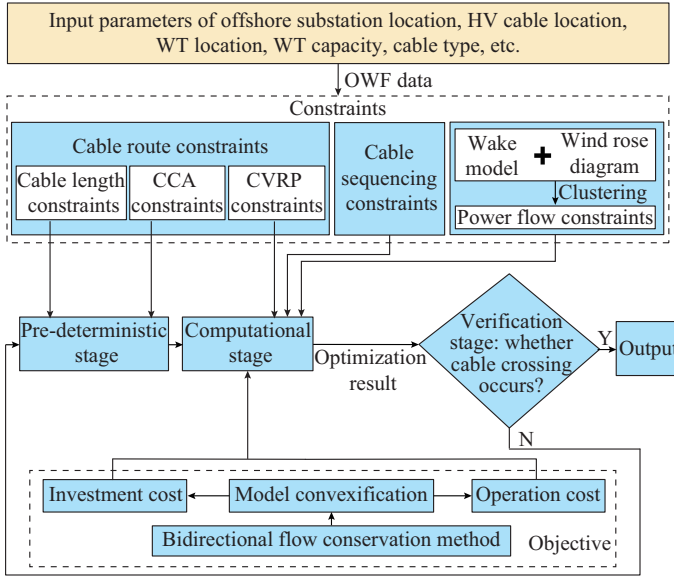 Input parameters of offshore substation location, HV cable location,
WT location, WT capacity, cable type, etc.
OWF data
Constraints
Cable route constraints
Cable length
constraints
CCA
constraints
CVRP
constraints
Cable
sequencing
constraints
Wake
model
+
Wind rose
diagram
Clustering
Power flow constraints
Pre-deterministic
stage
Computational
stage
Optimization
result
Verification
stage: whether
cable crossing
occurs?
Y
Output
N
Investment cost
Model convexification
Operation cost
Bidirectional flow conservation method
Objective